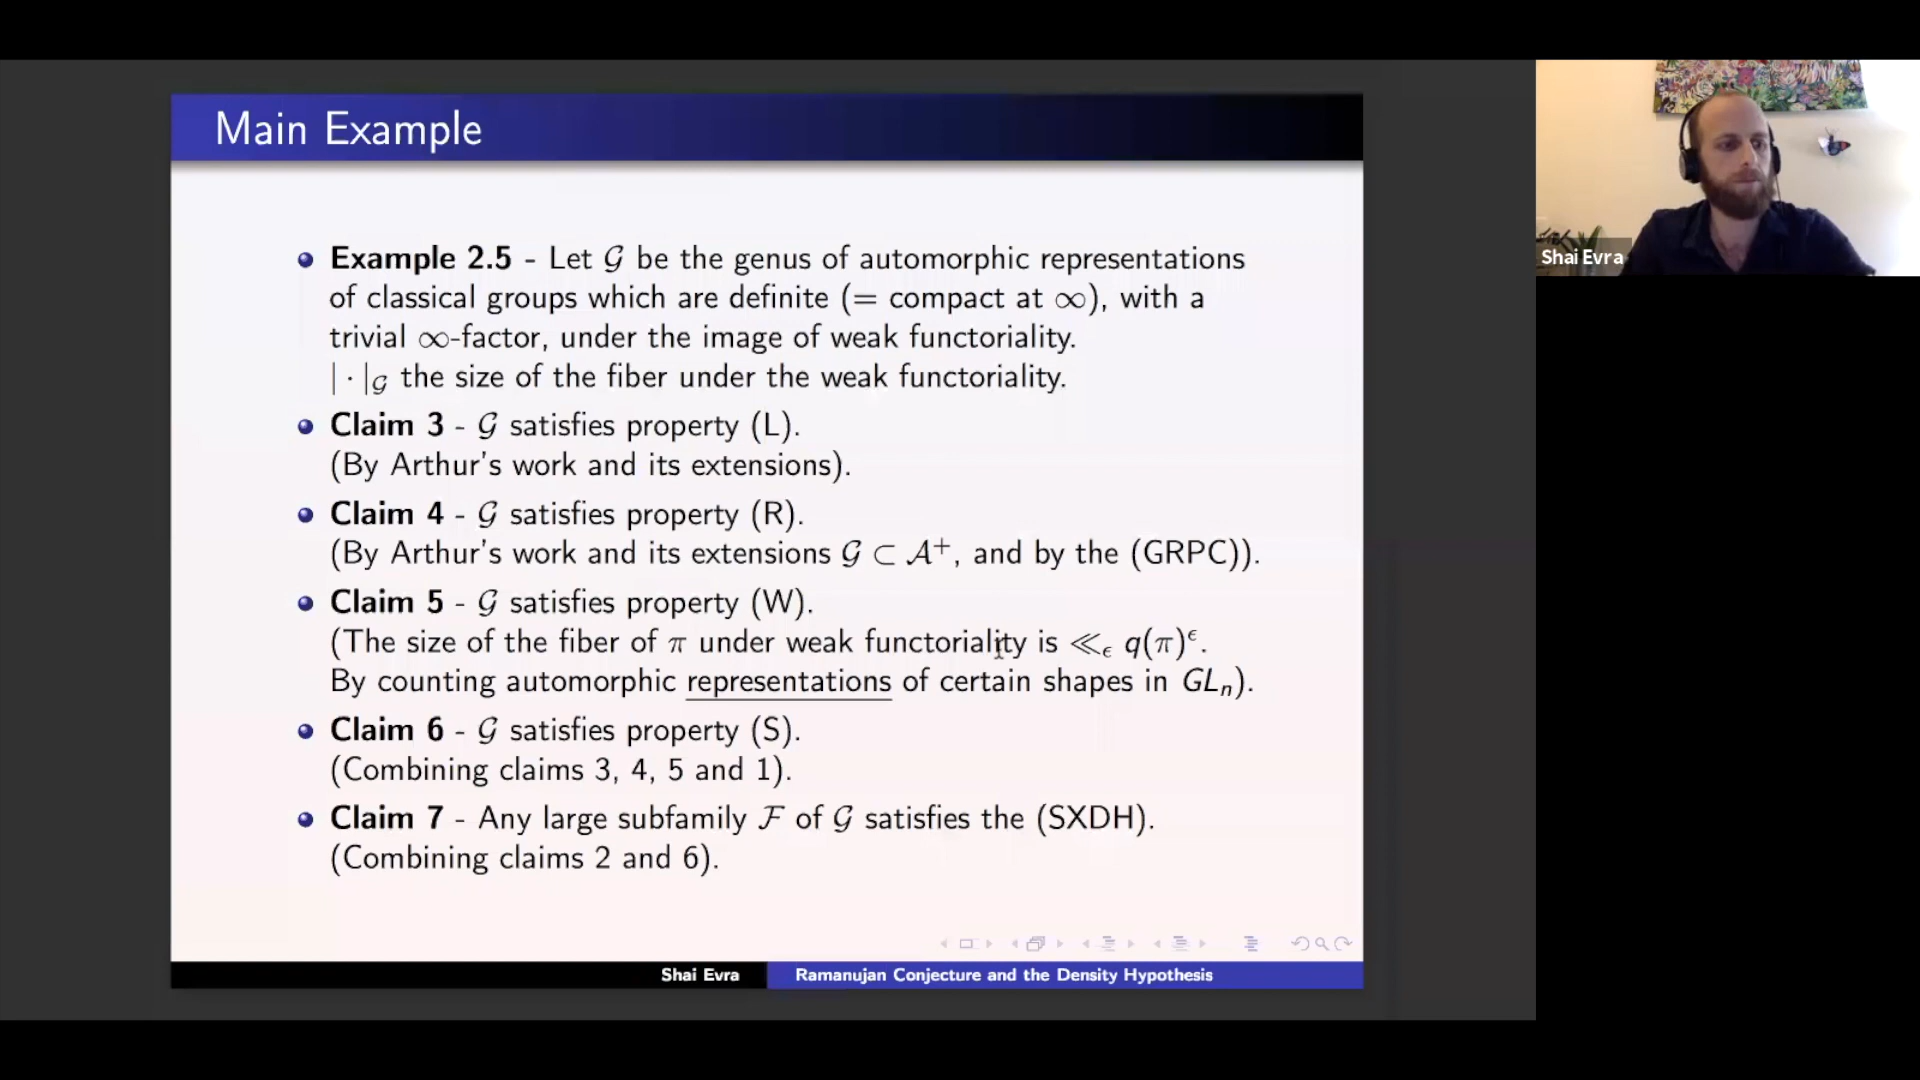 Main Example
Example 2.5 - Let 𝒢 be the genus of automorphic representations
of classical groups which are definite (= compact at ∞), with a
trivial ∞-factor, under the image of weak functoriality.
| · |_𝒢 the size of the fiber under the weak functoriality.
Claim 3 - 𝒢 satisfies property (L).
(By Arthur's work and its extensions).
Claim 4 - 𝒢 satisfies property (R).
(By Arthur's work and its extensions 𝒢 ⊂ 𝒜⁺, and by the (GRPC)).
Claim 5 - 𝒢 satisfies property (W).
(The size of the fiber of π under weak functoriality is ≪_ϵ q(π)^ϵ.
By counting automorphic representations of certain shapes in GL_n).
Claim 6 - 𝒢 satisfies property (S).
(Combining claims 3, 4, 5 and 1).
Claim 7 - Any large subfamily ℱ of 𝒢 satisfies the (SXDH).
(Combining claims 2 and 6).
Shai Evra
Ramanujan Conjecture and the Density Hypothesis
Shai Evra